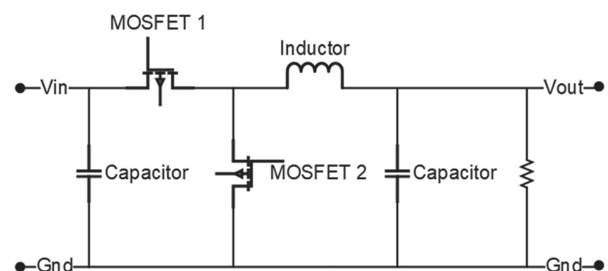 MOSFET 1
Inductor
Vin
Vout
Capacitor
MOSFET 2
Capacitor
Gnd
Gnd